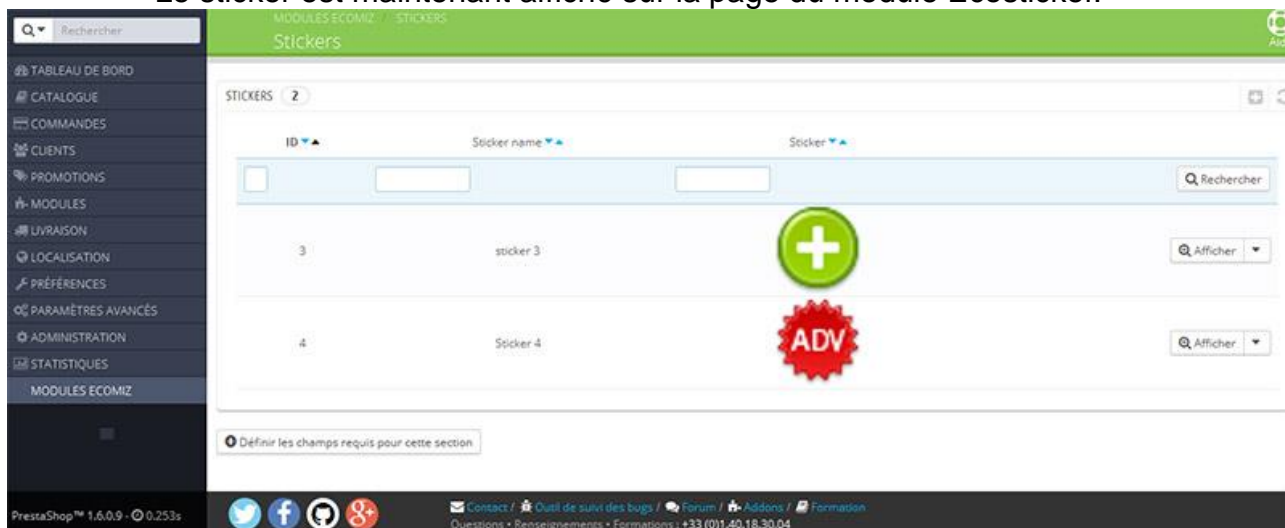 Le sticker est maintenant affiché sur la page du module Ecosticker.
Rechercher
MODULES ECOMIZ / STICKERS
Stickers
Aid
TABLEAU DE BORD
CATALOGUE
COMMANDES
CLIENTS
PROMOTIONS
MODULES
LIVRAISON
LOCALISATION
PRÉFÉRENCES
PARAMÈTRES AVANCÉS
ADMINISTRATION
STATISTIQUES
MODULES ECOMIZ
STICKERS 2
ID Sticker name Sticker
Rechercher
3 sticker 3 Afficher
4 Sticker 4 ADV Afficher
Définir les champs requis pour cette section
PrestaShop™ 1.6.0.9 - 0.253s
Contact / Outil de suivi des bugs / Forum / Addons / Formation
Questions • Renseignements • Formations : +33 (0)1.40.18.30.04